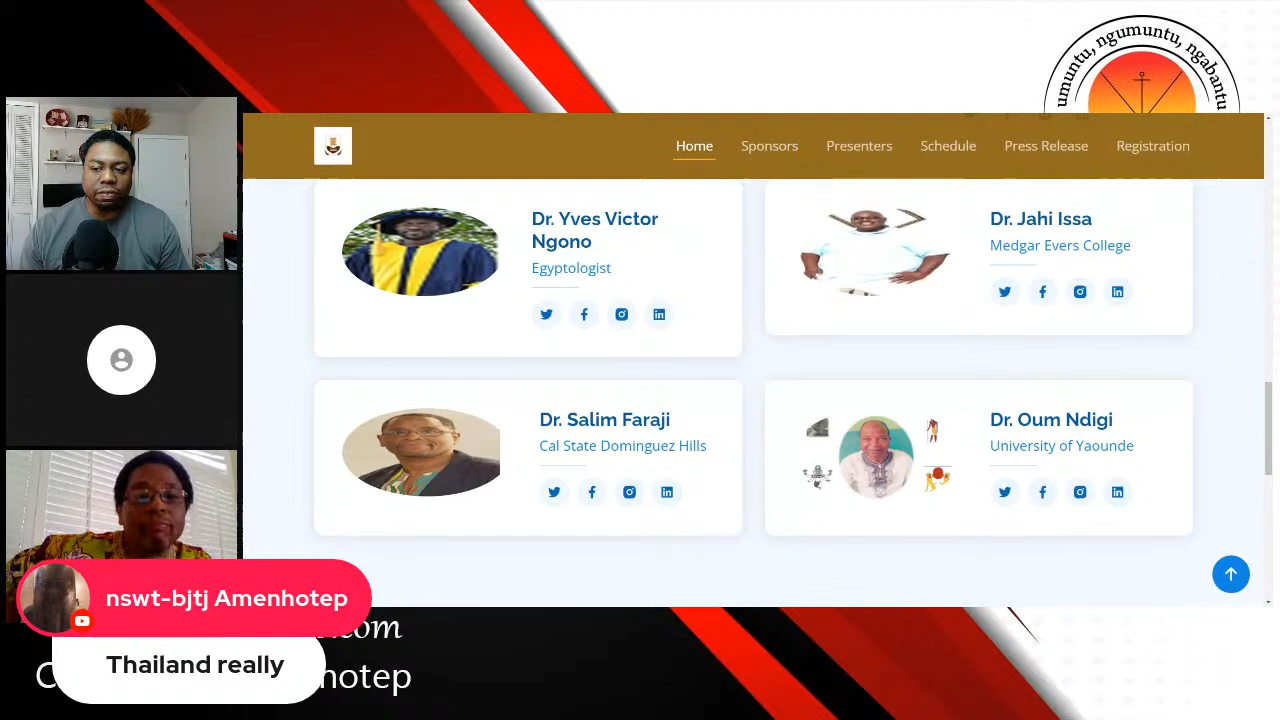 umuntu, ngumuntu, ngabantu
Home
Sponsors
Presenters
Schedule
Press Release
Registration
Dr. Yves Victor
Ngono
Egyptologist
Dr. Jahi Issa
Medgar Evers College
Dr. Salim Faraji
Cal State Dominguez Hills
Dr. Oum Ndigi
University of Yaounde
nswt-bjtj Amenhotep
Thailand really
.com
hotep